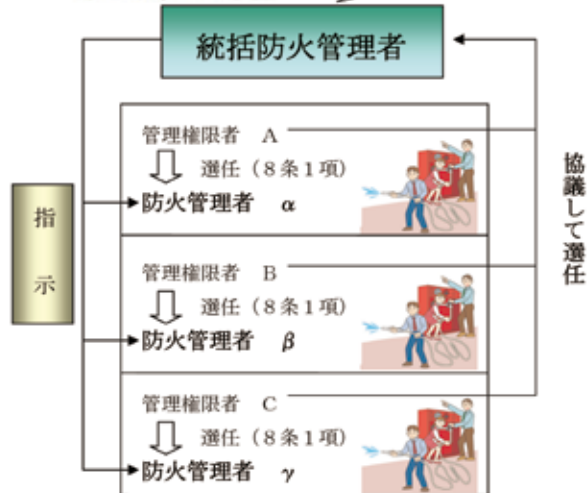 統括防火管理者
管理権限者 A
選任（8条1項）
防火管理者 α
管理権限者 B
選任（8条1項）
防火管理者 β
管理権限者 C
選任（8条1項）
防火管理者 γ
指示
協議して選任